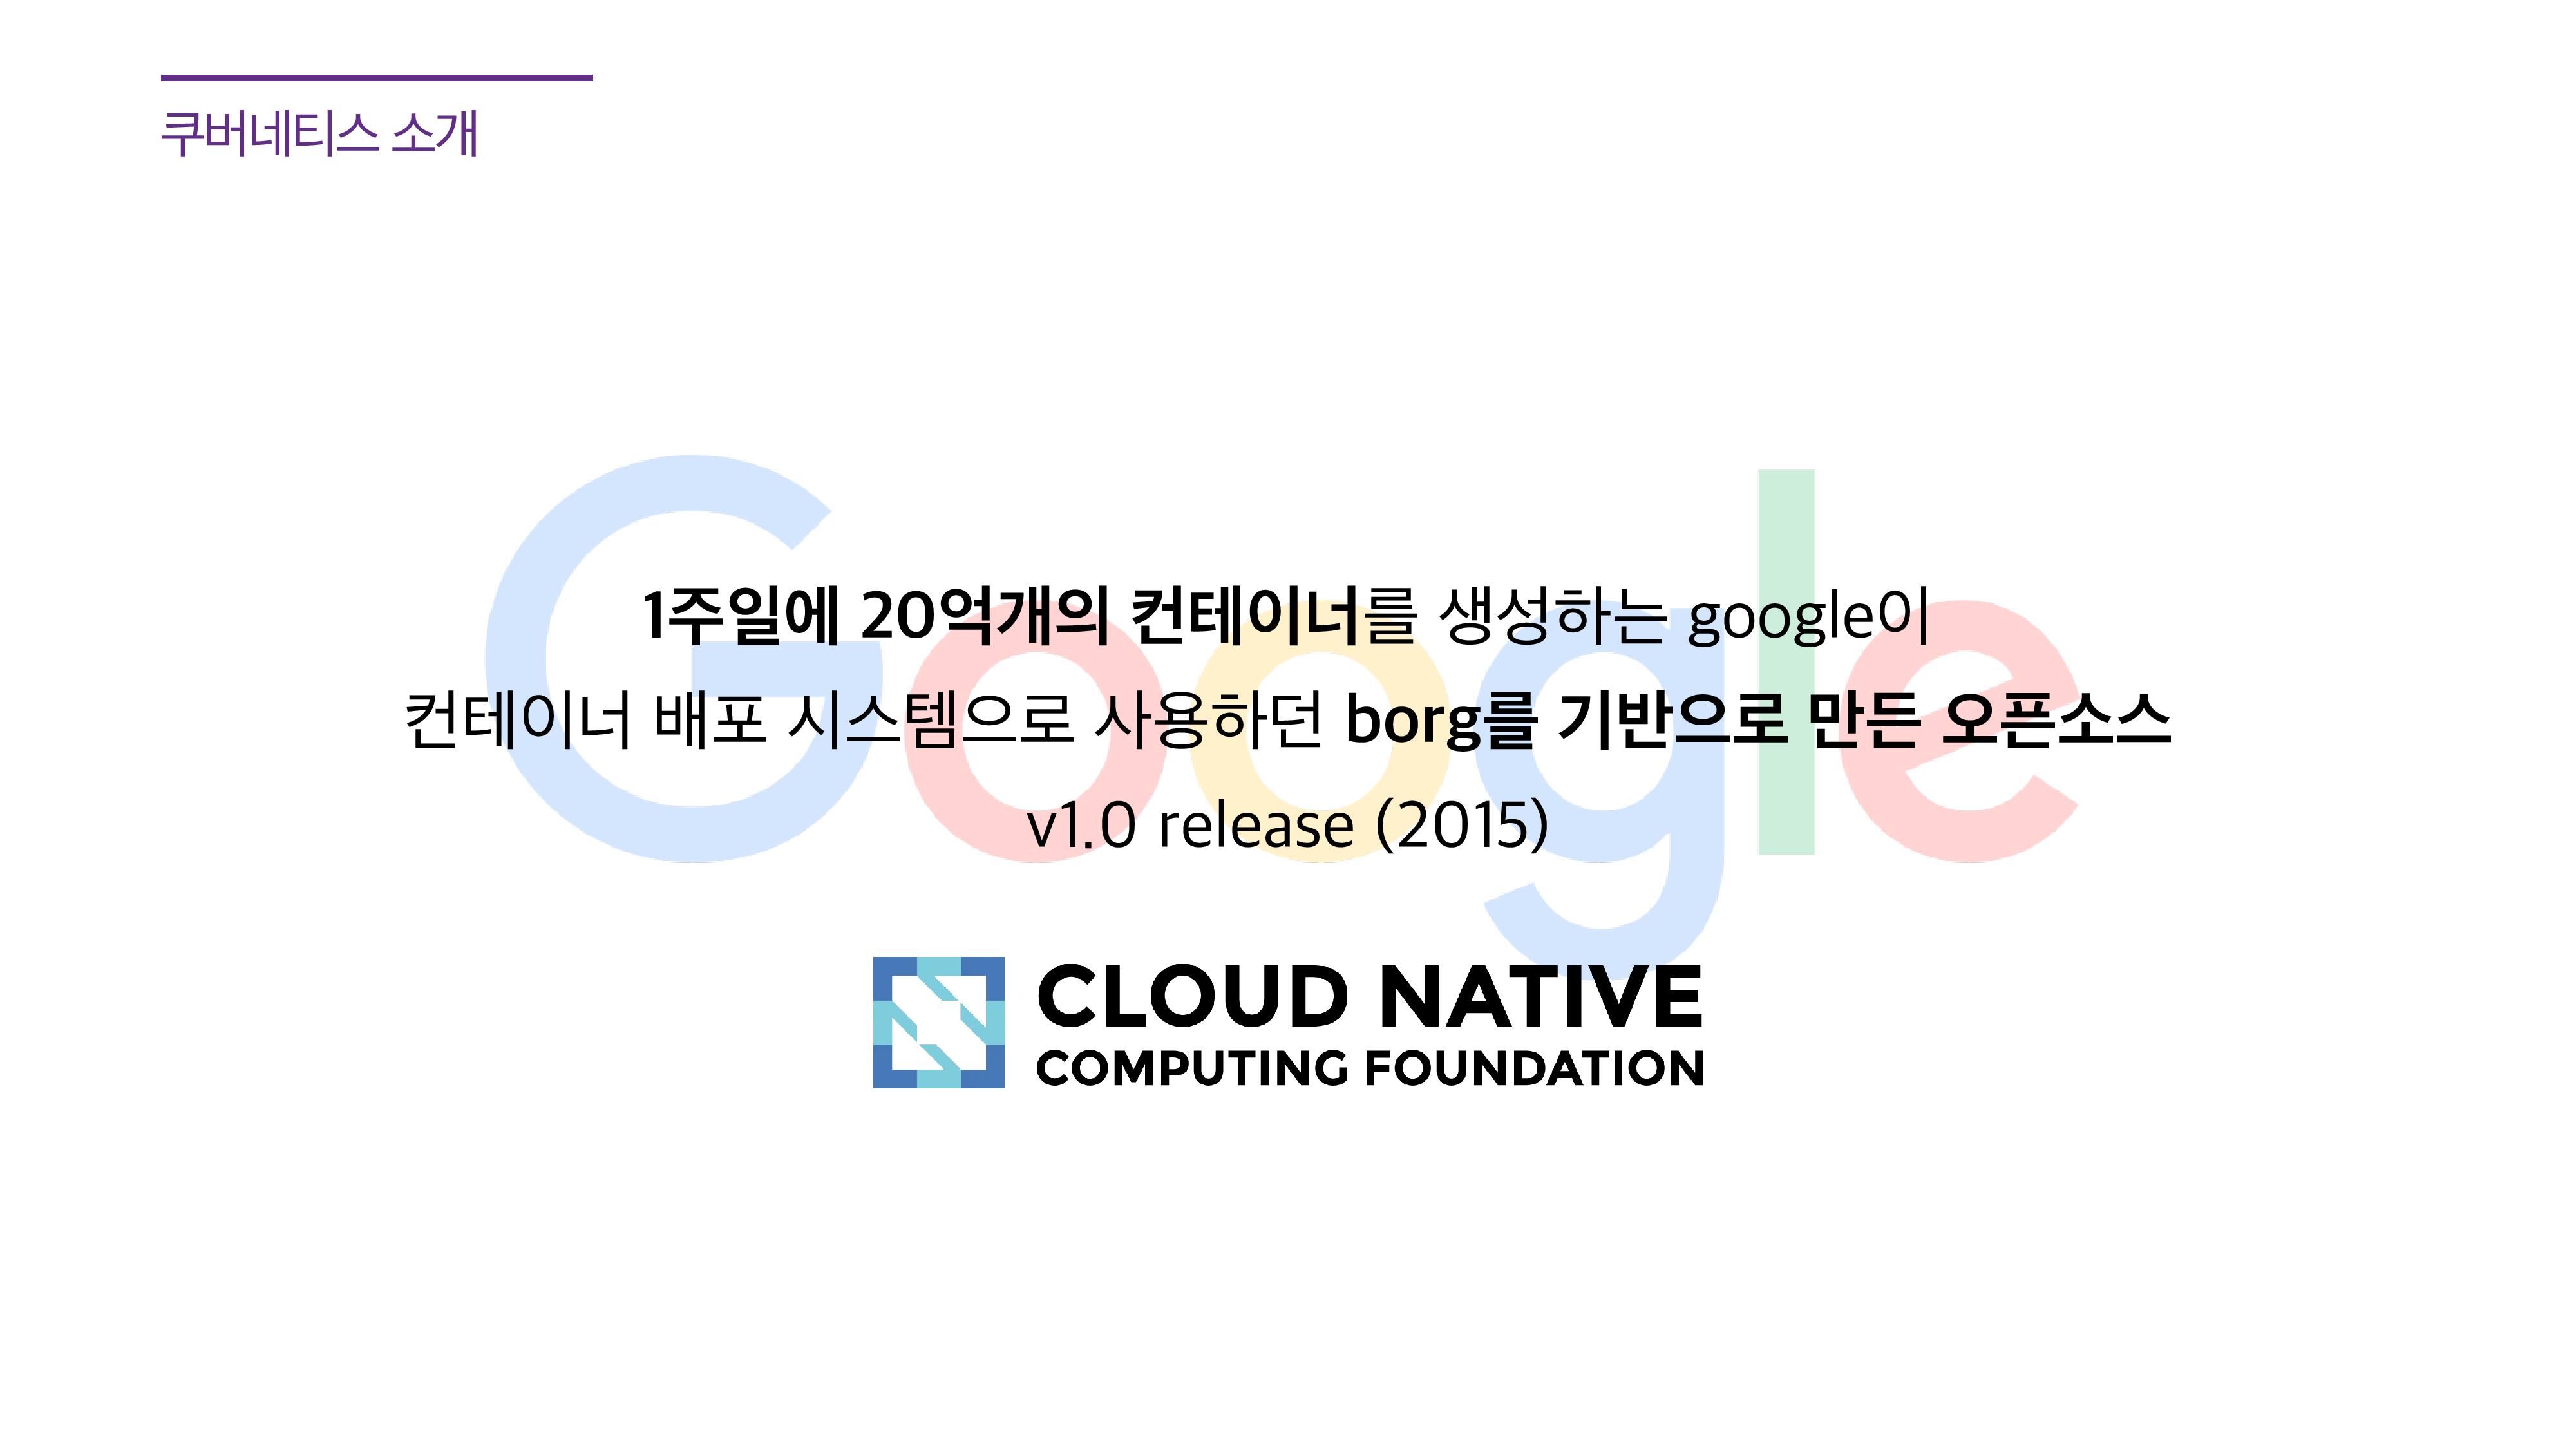 쿠버네티스 소개
Google
1주일에 20억개의 컨테이너를 생성하는 google이
컨테이너 배포 시스템으로 사용하던 borg를 기반으로 만든 오픈소스
v1.0 release (2015)
CLOUD NATIVE
COMPUTING FOUNDATION